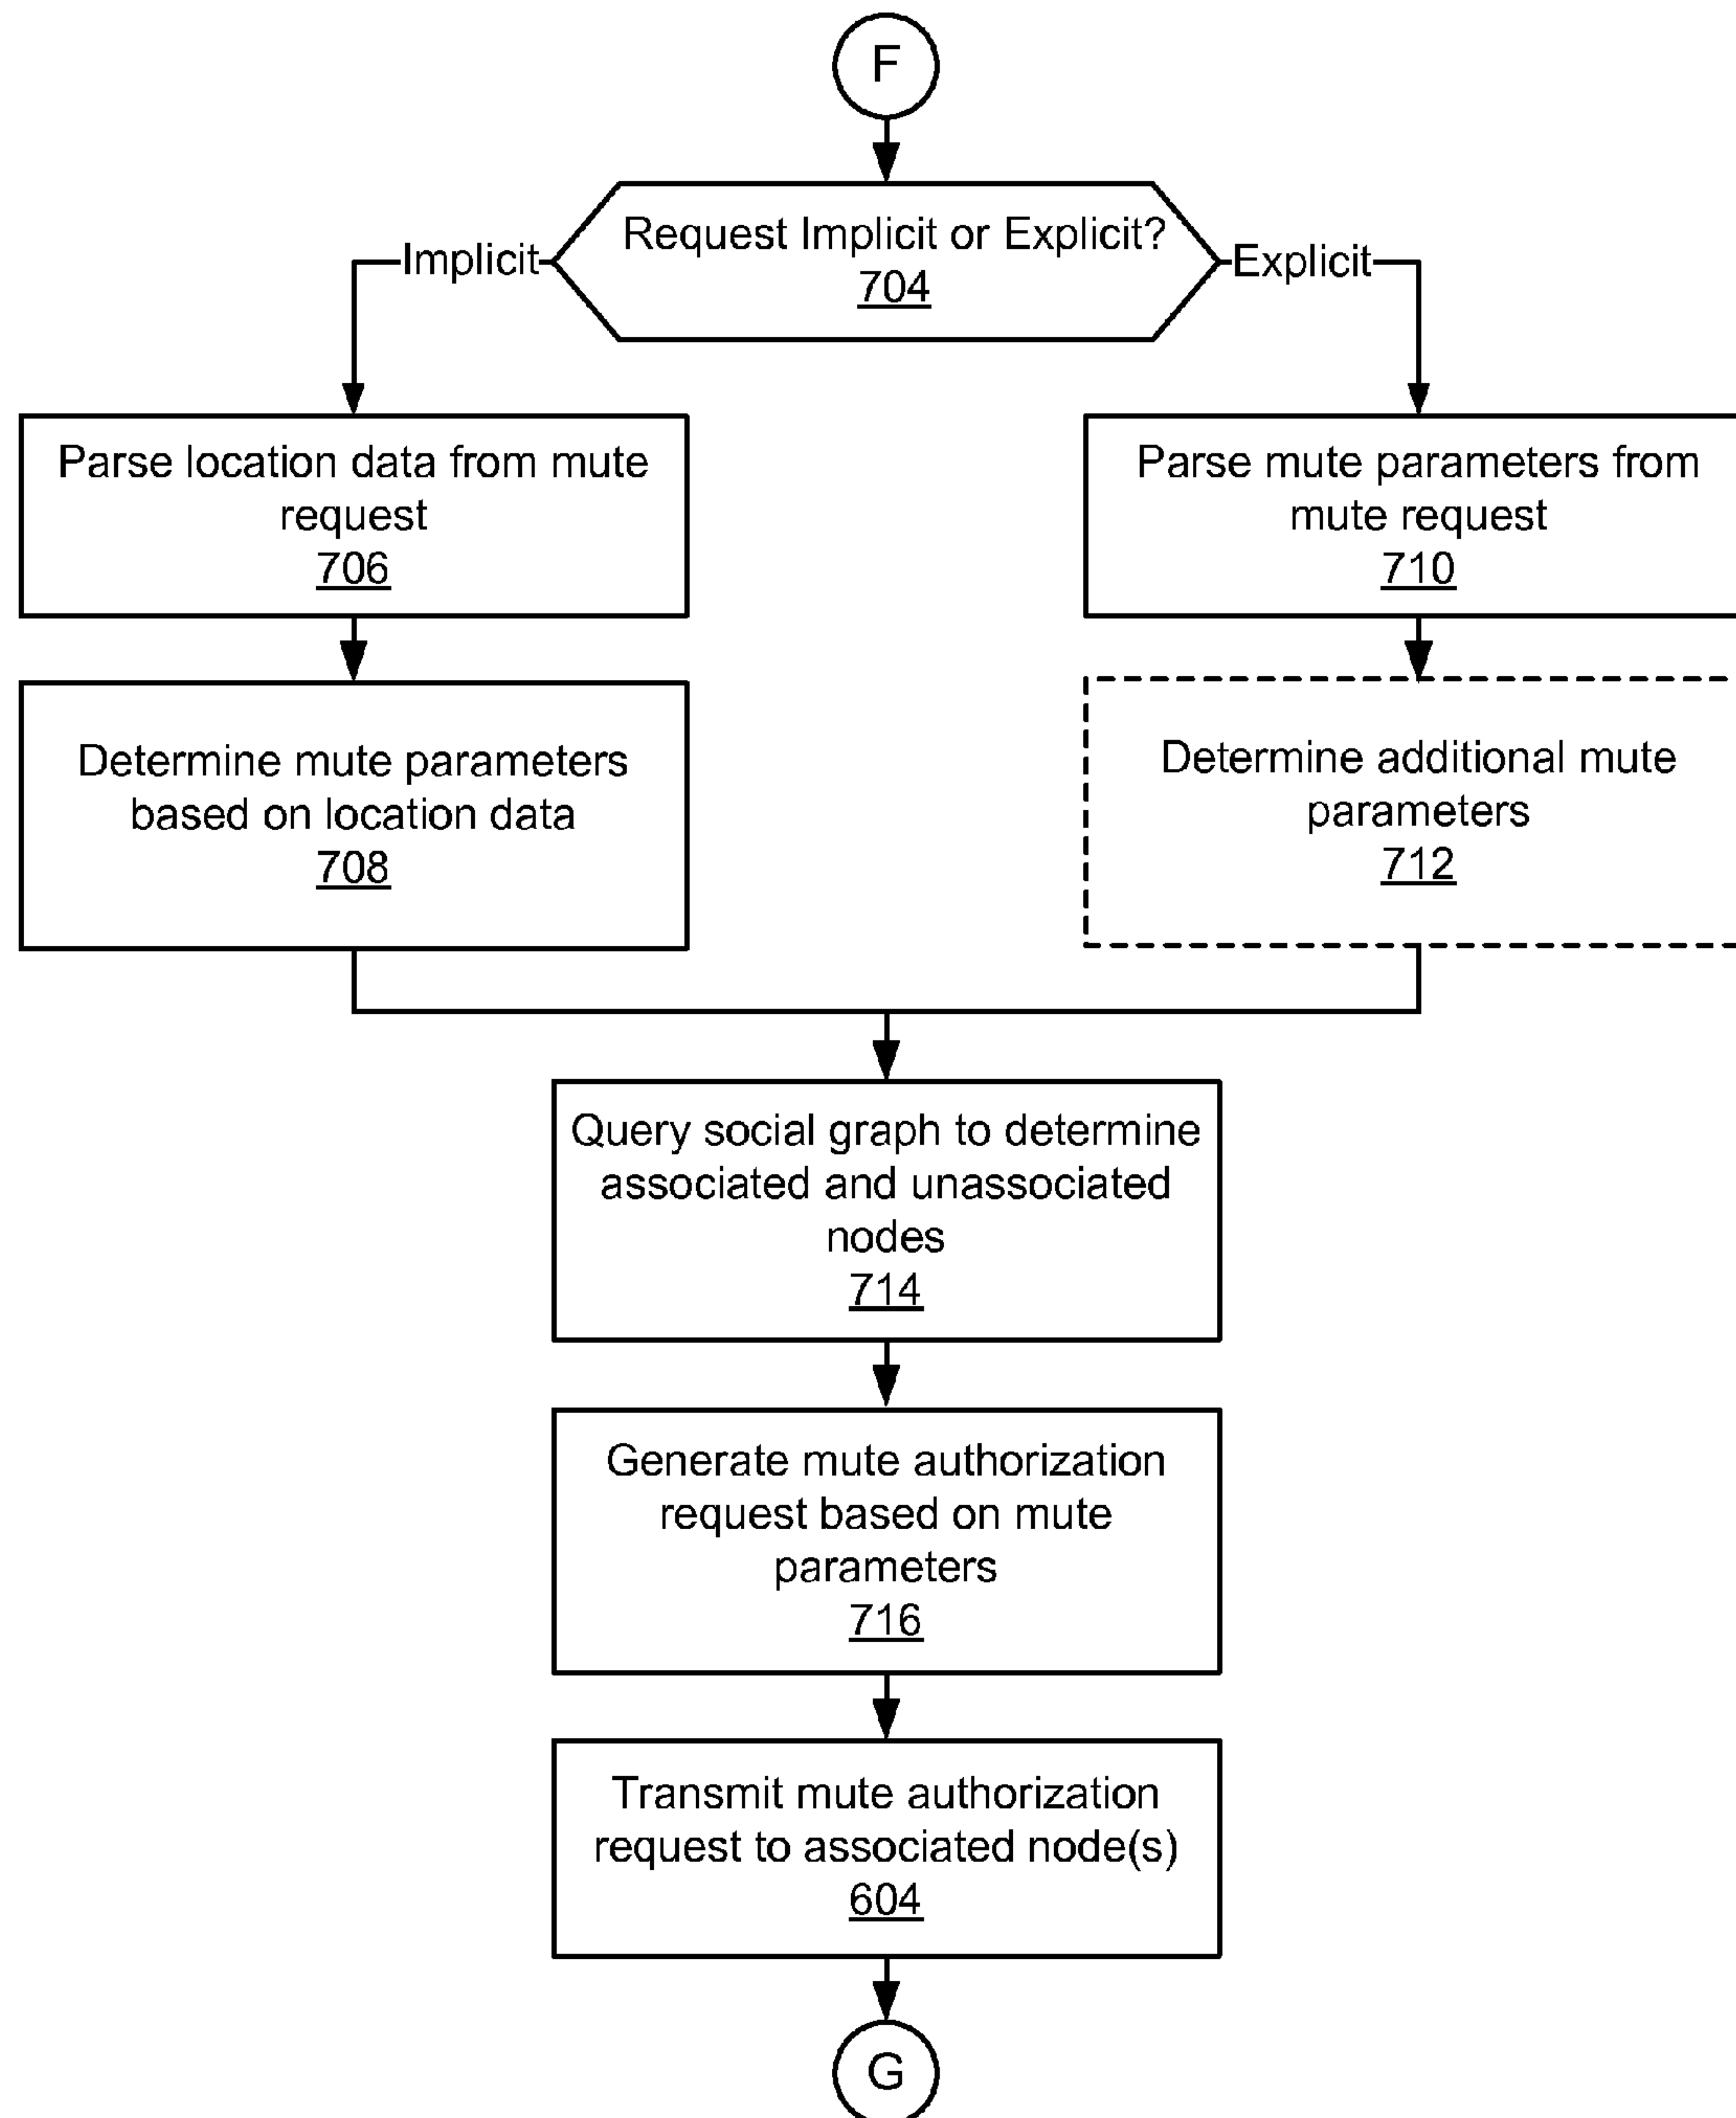 F
Request Implicit or Explicit?
704
Implicit
Explicit
Parse location data from mute
request
706
Parse mute parameters from
mute request
710
Determine mute parameters
based on location data
708
Determine additional mute
parameters
712
Query social graph to determine
associated and unassociated
nodes
714
Generate mute authorization
request based on mute
parameters
716
Transmit mute authorization
request to associated node(s)
604
G